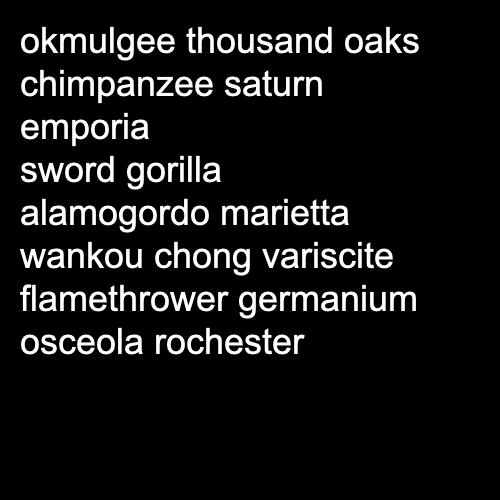 okmulgee thousand oaks
chimpanzee saturn
emporia
sword gorilla
alamogordo marietta
wankou chong variscite
flamethrower germanium
osceola rochester